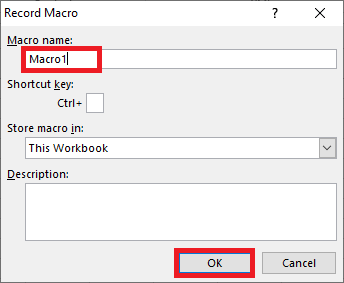 Record Macro
?
Macro name:
Macro1
Shortcut key:
Ctrl+
Store macro in:
This Workbook
Description:
OK
Cancel